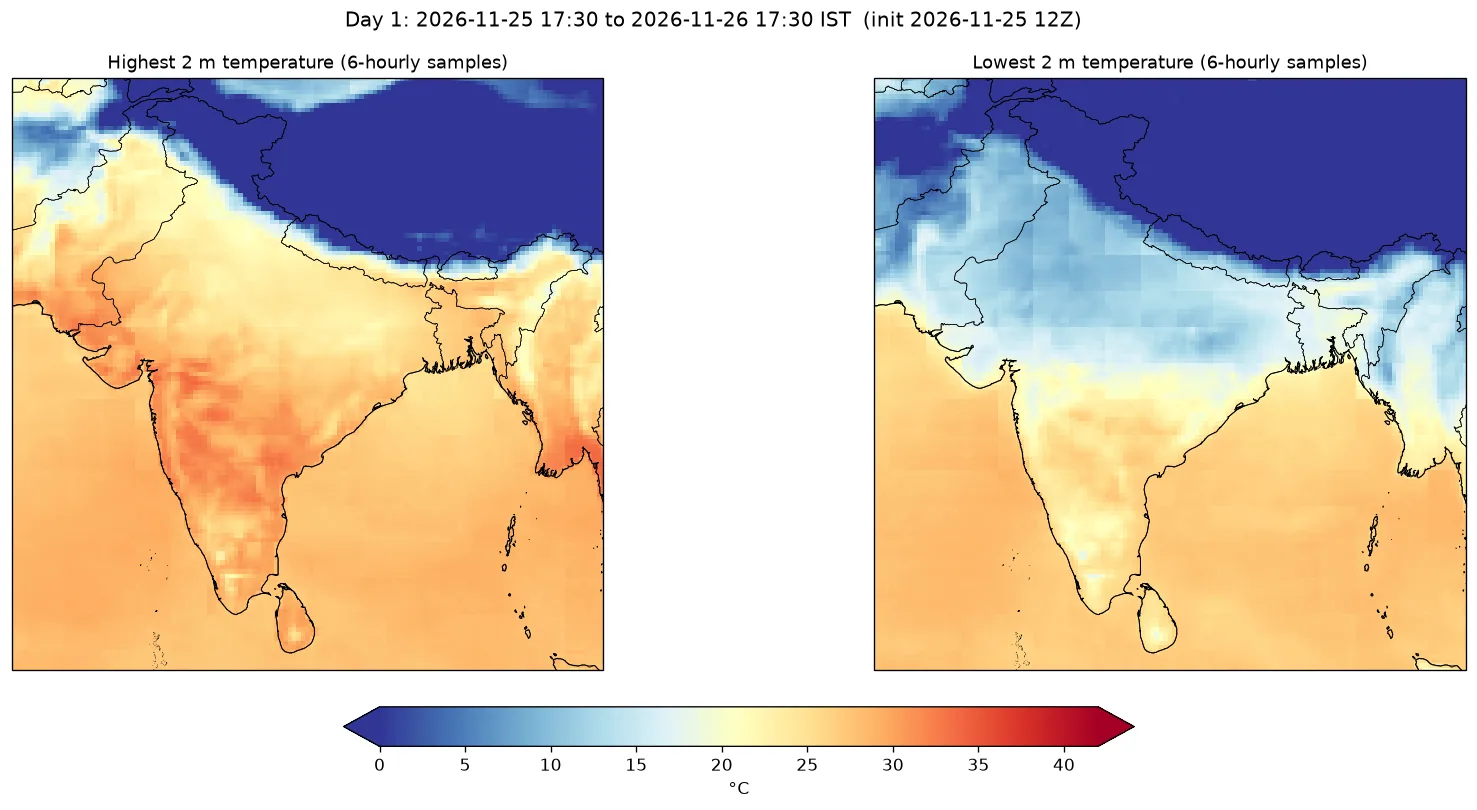 Day 1: 2026-11-25 17:30 to 2026-11-26 17:30 IST  (init 2026-11-25 12Z)
Highest 2 m temperature (6-hourly samples)
Lowest 2 m temperature (6-hourly samples)
0 5 10 15 20 25 30 35 40
°C